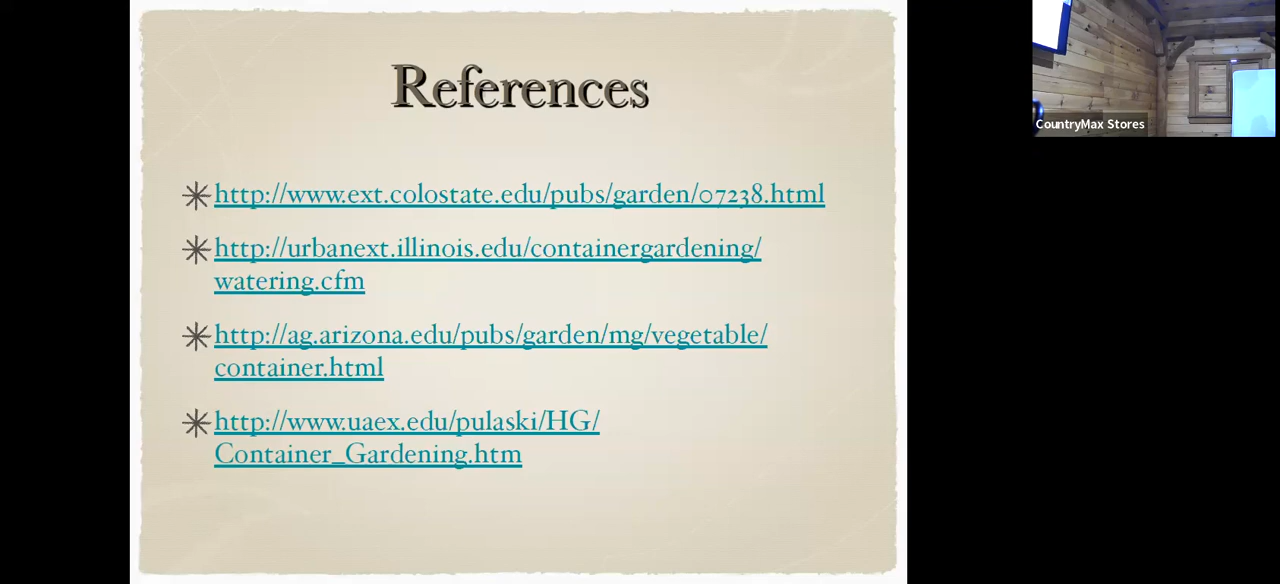 References
http://www.ext.colostate.edu/pubs/garden/07238.html
http://urbanext.illinois.edu/containergardening/
watering.cfm
http://ag.arizona.edu/pubs/garden/mg/vegetable/
container.html
http://www.uaex.edu/pulaski/HG/
Container_Gardening.htm
CountryMax Stores